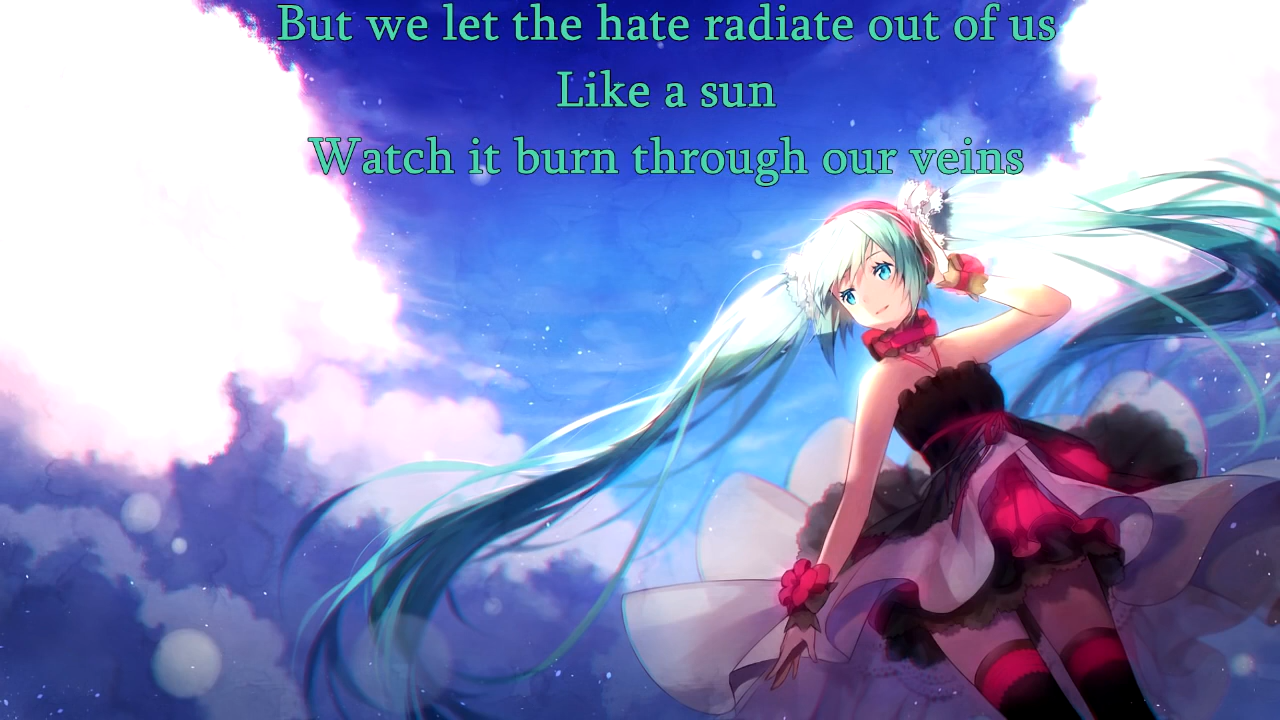 But we let the hate radiate out of us
Like a sun
Watch it burn through our veins